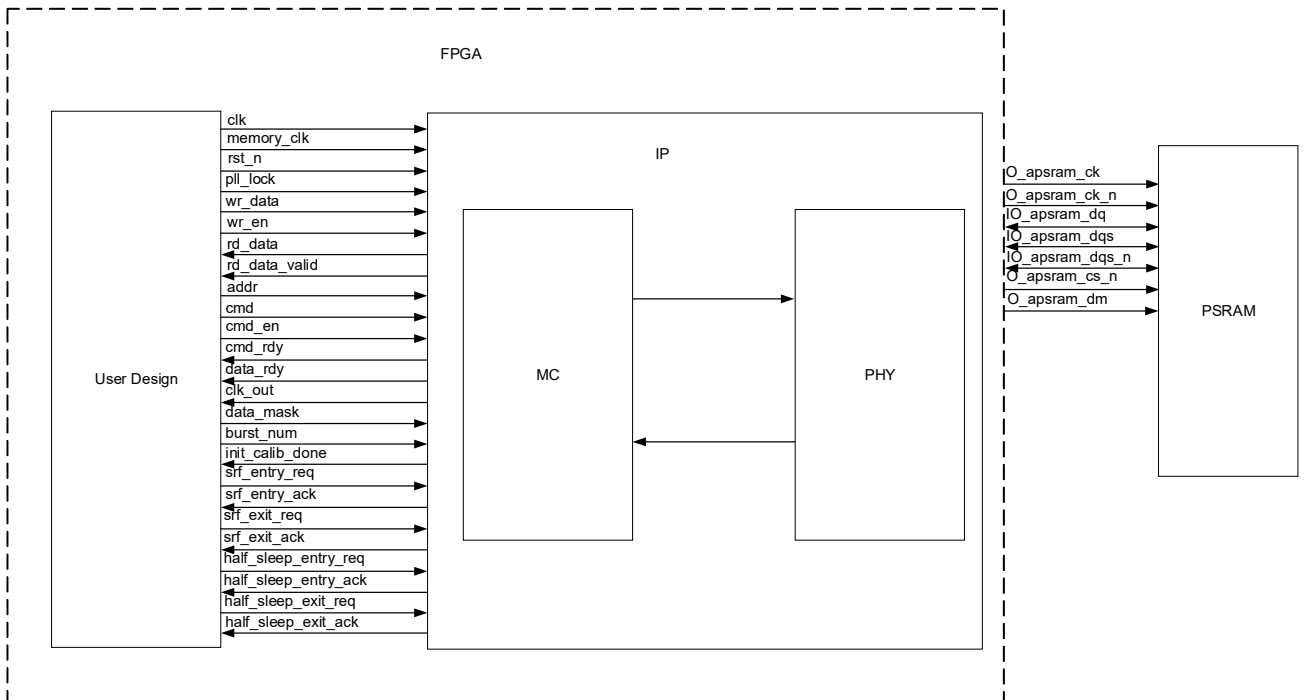 FPGA
clk
memory_clk
rst_n
pll_lock
wr_data
wr_en
rd_data
rd_data_valid
addr
cmd
cmd_en
cmd_rdy
data_rdy
clk_out
data_mask
burst_num
init_calib_done
srf_entry_req
srf_entry_ack
srf_exit_req
srf_exit_ack
half_sleep_entry_req
half_sleep_entry_ack
half_sleep_exit_req
half_sleep_exit_ack
User Design
IP
MC
PHY
O_apsram_ck
O_apsram_ck_n
IO_apsram_dq
IO_apsram_dqs
IO_apsram_dqs_n
O_apsram_cs_n
O_apsram_dm
PSRAM